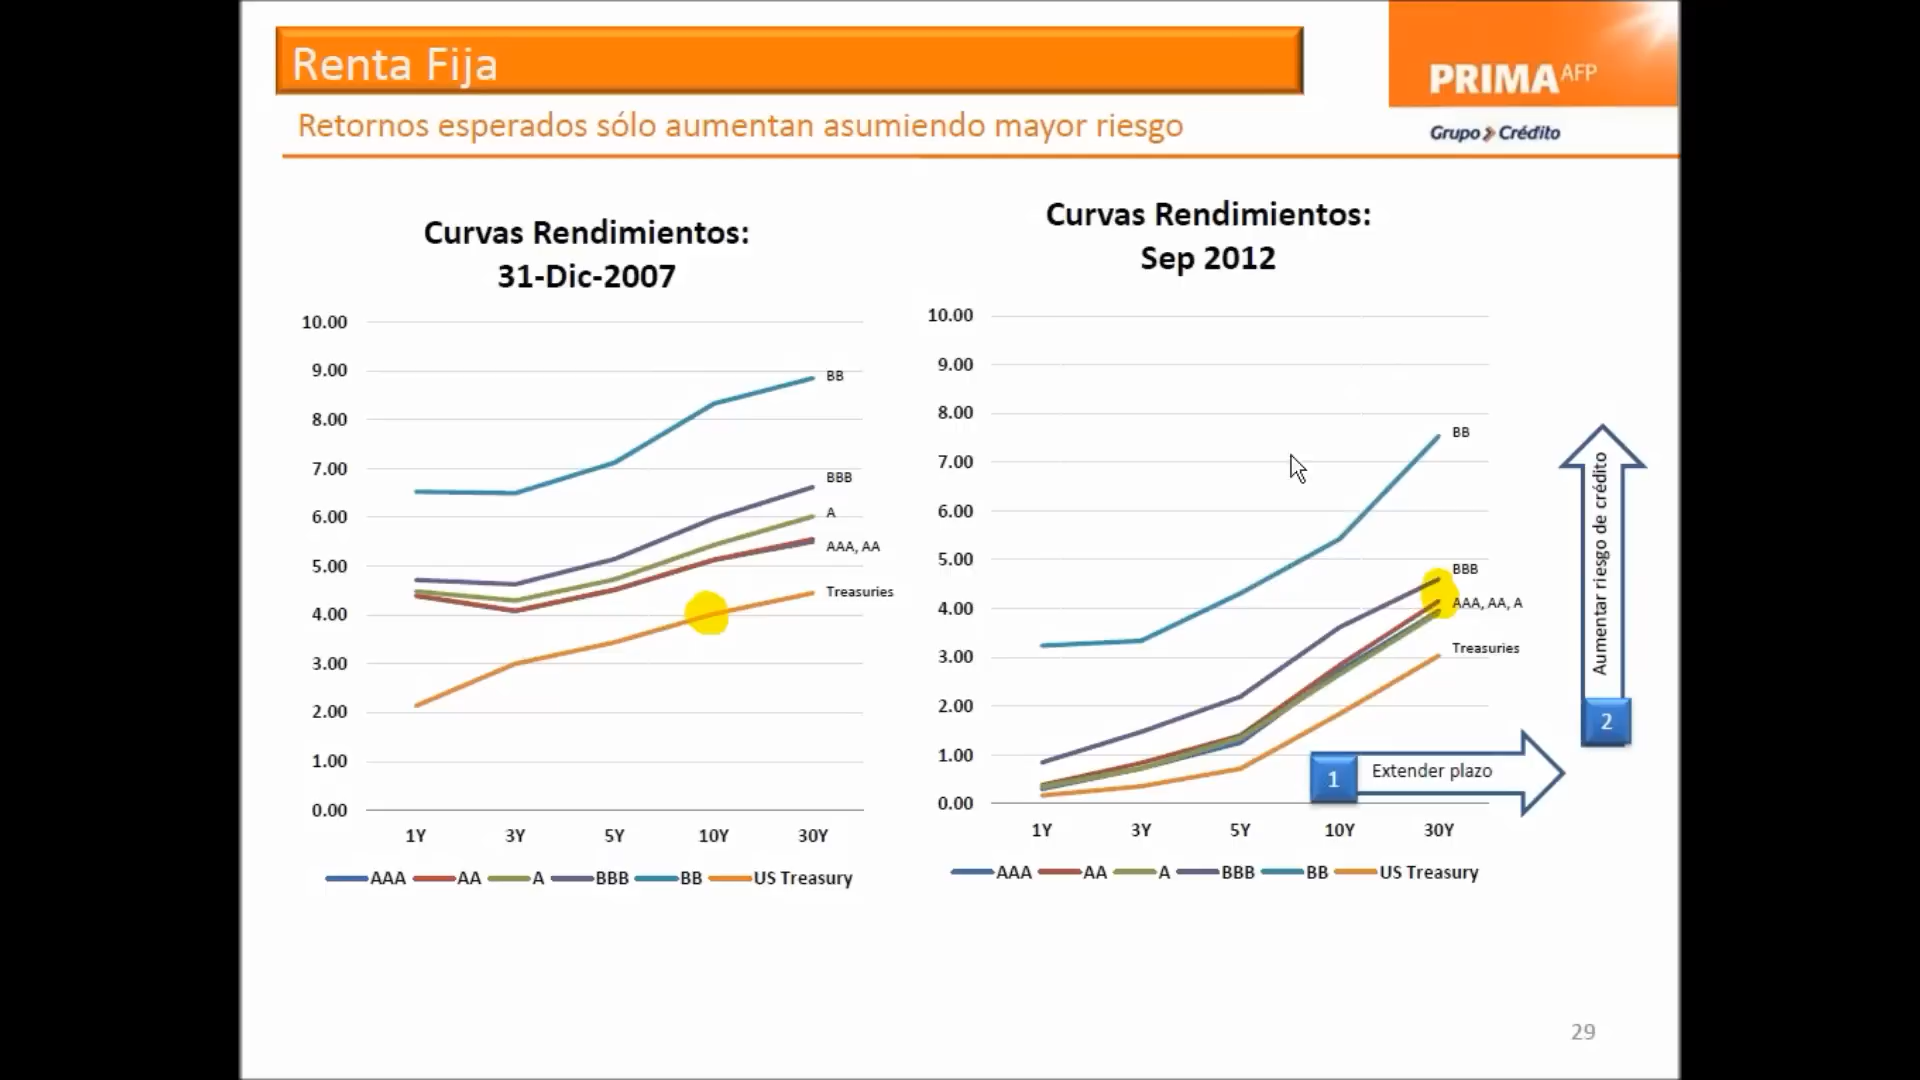 Renta Fija
PRIMA AFP
Retornos esperados sólo aumentan asumiendo mayor riesgo
Grupo Crédito
Curvas Rendimientos:
31-Dic-2007
10.00
9.00
8.00
7.00
6.00
5.00
4.00
3.00
2.00
1.00
0.00
BB
BBB
A
AAA, AA
Treasuries
1Y 3Y 5Y 10Y 30Y
AAA AA A BBB BB US Treasury
Curvas Rendimientos:
Sep 2012
10.00
9.00
8.00
7.00
6.00
5.00
4.00
3.00
2.00
1.00
0.00
BB
BBB
AAA, AA, A
Treasuries
1Y 3Y 5Y 10Y 30Y
AAA AA A BBB BB US Treasury
1 Extender plazo
Aumentar riesgo de crédito
2
29